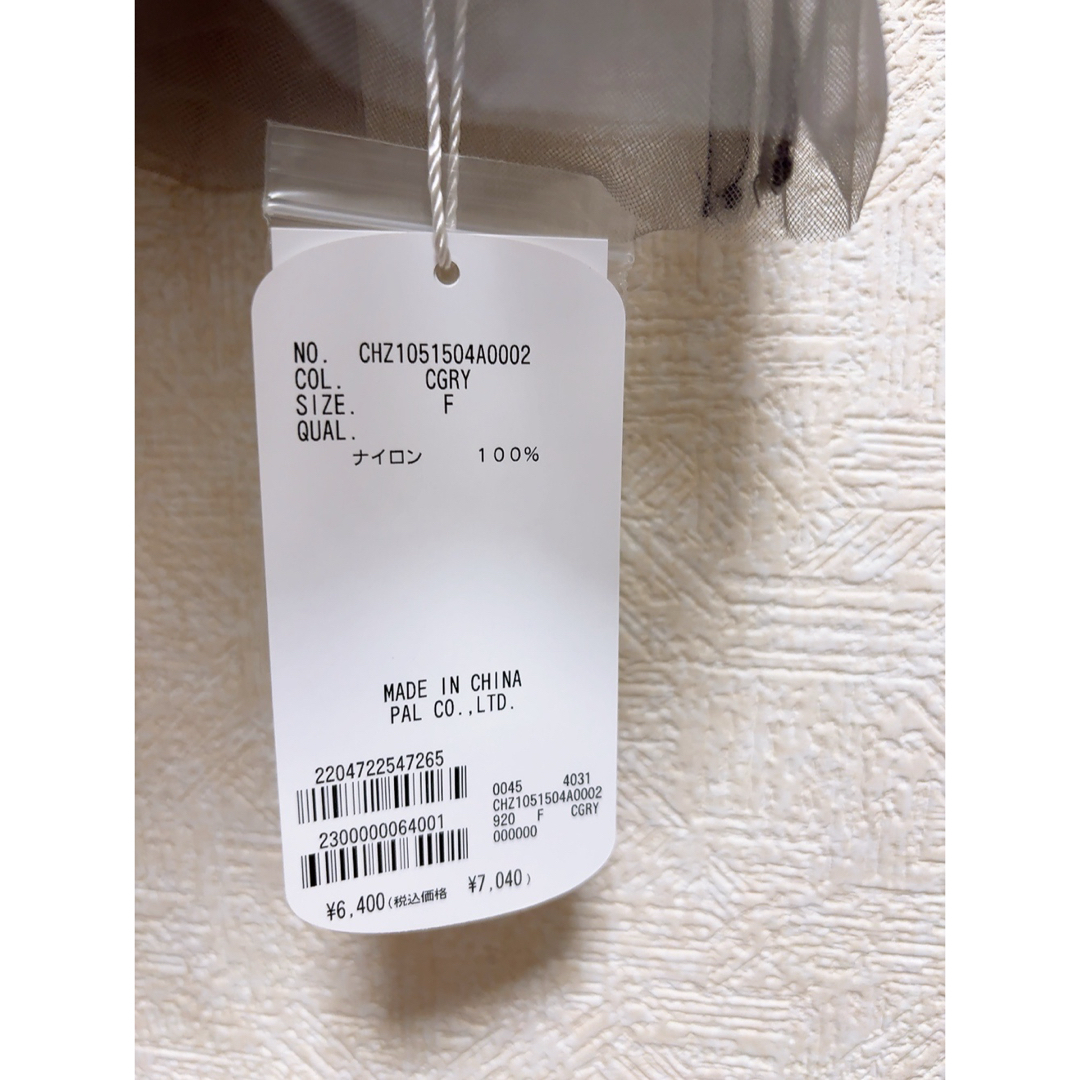 NO. CHZ1051504A0002
COL. CGRY
SIZE. F
QUAL.
ナイロン 100%
MADE IN CHINA
PAL CO.,LTD.
2204722547265
2300000064001
0045 4031
CHZ1051504A0002
920 F CGRY
000000
¥6,400(税込価格 ¥7,040)